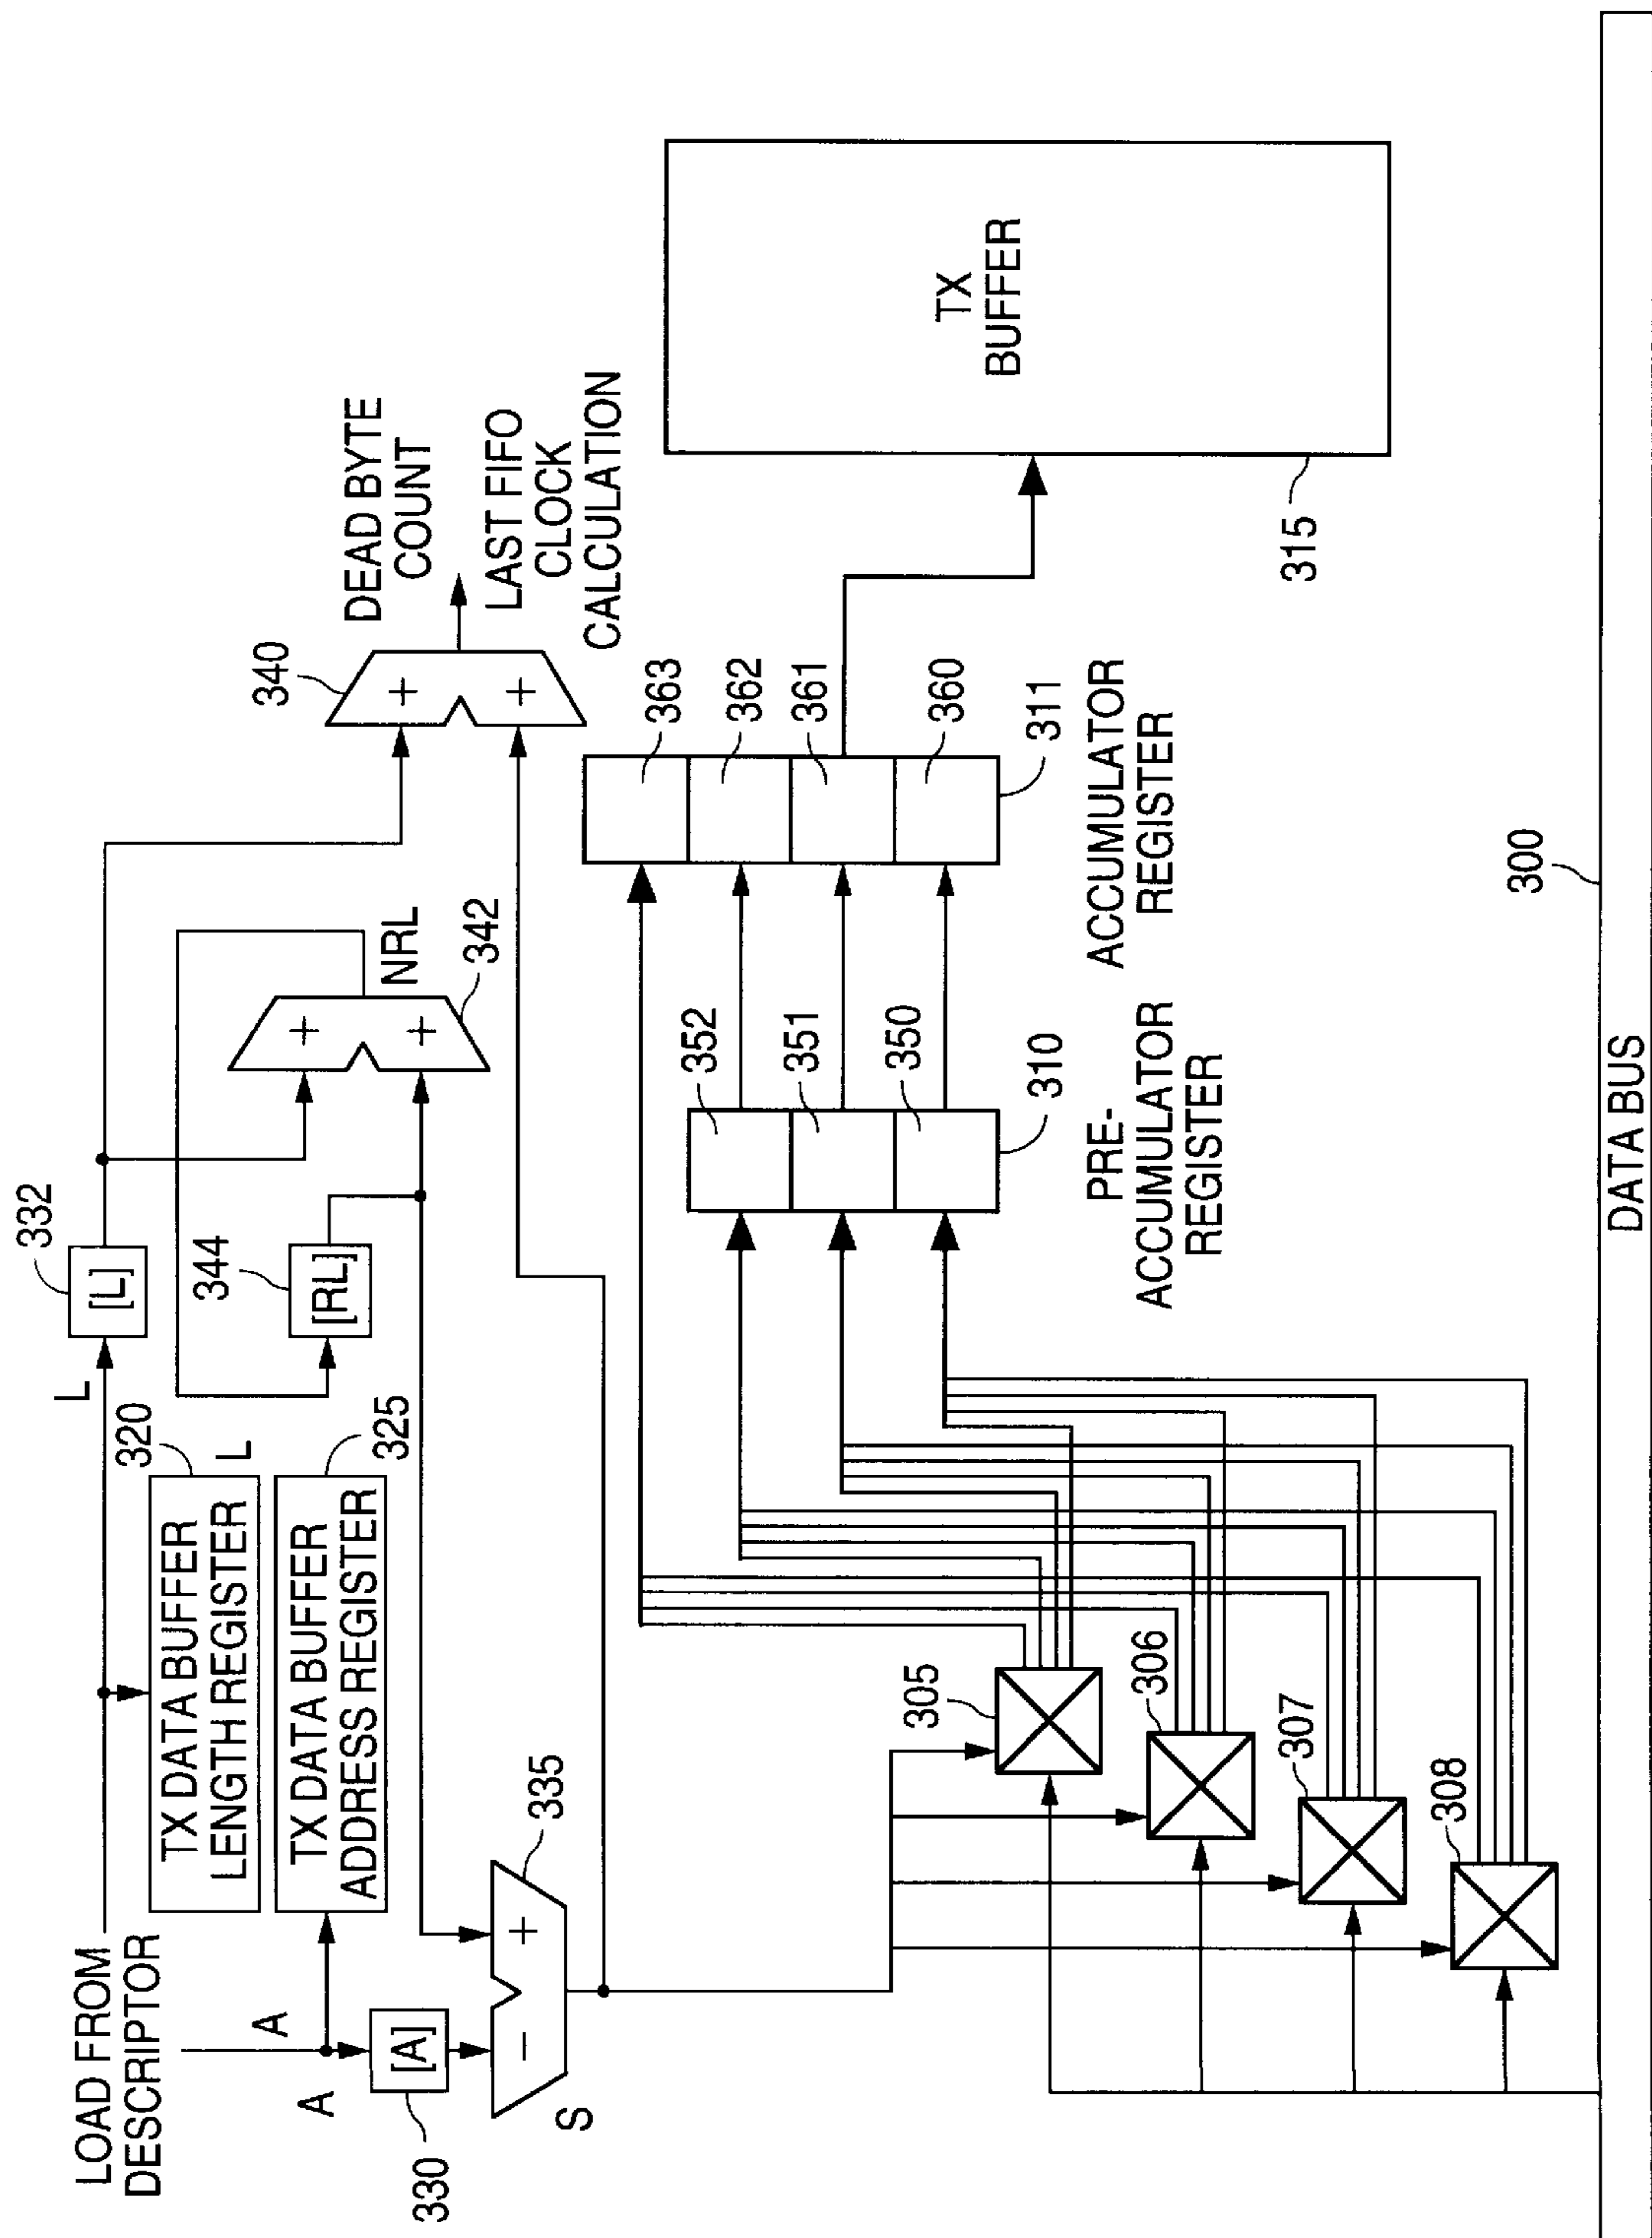 LOAD FROM
DESCRIPTOR
L
332
[L]
320
TX DATA BUFFER
LENGTH REGISTER
L
344
[RL]
A
TX DATA BUFFER
ADDRESS REGISTER
325
A
[A]
330
NRL
342
340
DEAD BYTE
COUNT
LAST FIFO
CLOCK
CALCULATION
+
+
+
+
−
+
335
S
363
362
361
360
311
ACCUMULATOR
REGISTER
352
351
350
310
PRE-
ACCUMULATOR
REGISTER
TX
BUFFER
315
305
306
307
308
300
DATA BUS